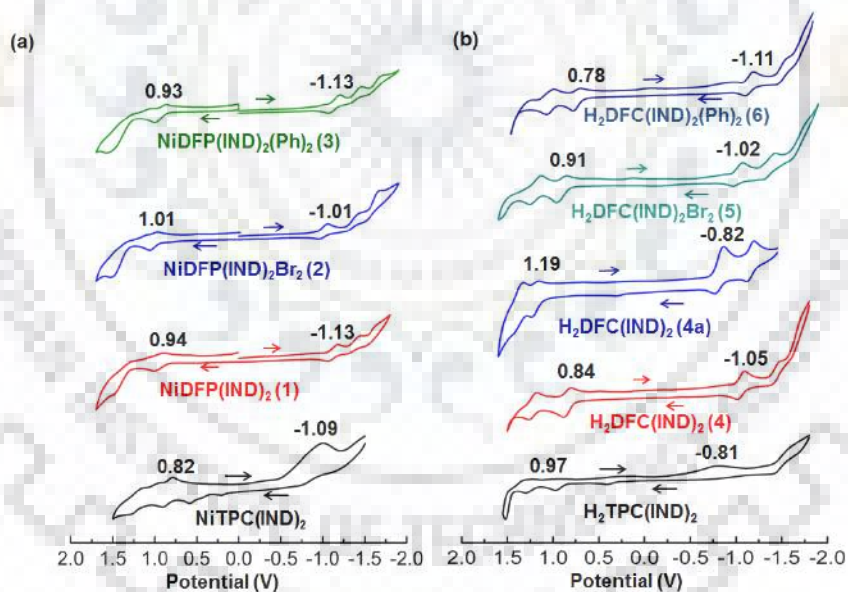 (a)
0.93 -1.13
NiDFP(IND)₂(Ph)₂ (3)
1.01 -1.01
NiDFP(IND)₂Br₂ (2)
0.94 -1.13
NiDFP(IND)₂ (1)
0.82 -1.09
NiTPC(IND)₂
2.0 1.5 1.0 0.5 0.0 -0.5 -1.0 -1.5 -2.0
Potential (V)
(b)
0.78 -1.11
H₂DFC(IND)₂(Ph)₂ (6)
0.91 -1.02
H₂DFC(IND)₂Br₂ (5)
1.19 -0.82
H₂DFC(IND)₂ (4a)
0.84 -1.05
H₂DFC(IND)₂ (4)
0.97 -0.81
H₂TPC(IND)₂
2.0 1.5 1.0 0.5 0.0 -0.5 -1.0 -1.5 -2.0
Potential (V)